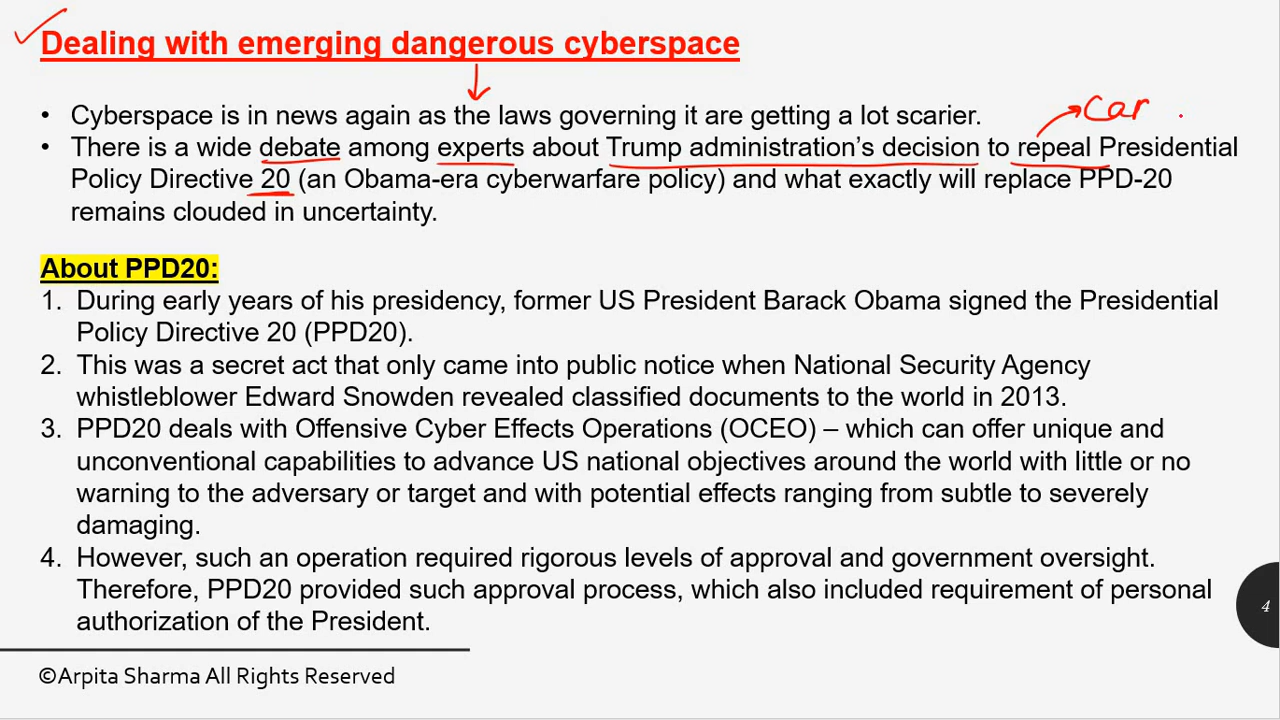 Dealing with emerging dangerous cyberspace
car
• Cyberspace is in news again as the laws governing it are getting a lot scarier.
• There is a wide debate among experts about Trump administration’s decision to repeal Presidential
Policy Directive 20 (an Obama-era cyberwarfare policy) and what exactly will replace PPD-20
remains clouded in uncertainty.
About PPD20:
1. During early years of his presidency, former US President Barack Obama signed the Presidential
Policy Directive 20 (PPD20).
2. This was a secret act that only came into public notice when National Security Agency
whistleblower Edward Snowden revealed classified documents to the world in 2013.
3. PPD20 deals with Offensive Cyber Effects Operations (OCEO) – which can offer unique and
unconventional capabilities to advance US national objectives around the world with little or no
warning to the adversary or target and with potential effects ranging from subtle to severely
damaging.
4. However, such an operation required rigorous levels of approval and government oversight.
Therefore, PPD20 provided such approval process, which also included requirement of personal
authorization of the President.
4
©Arpita Sharma All Rights Reserved